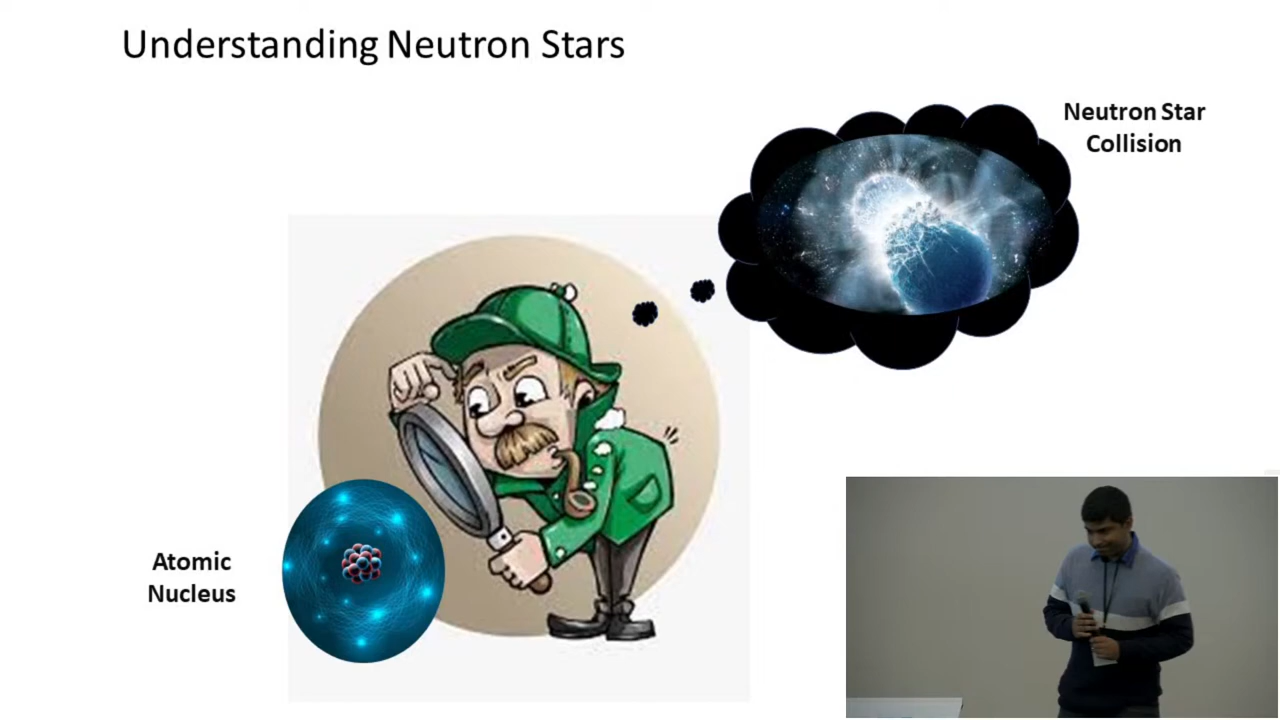 Understanding Neutron Stars
Neutron Star
Collision
Atomic
Nucleus